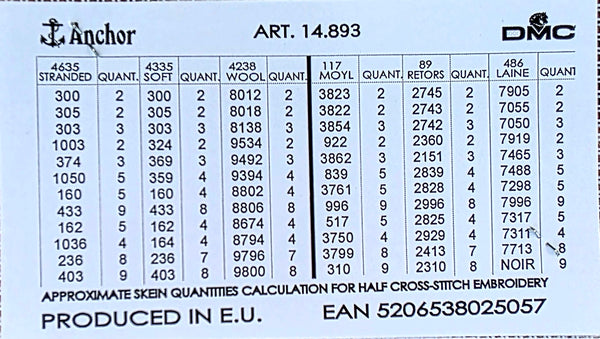 Anchor ART. 14.893 DMC
4635 STRANDED QUANT. 4335 SOFT QUANT. 4238 WOOL QUANT. 117 MOYL QUANT. 89 RETORS QUANT. 486 LAINE QUANT
300 2 300 2 8012 2 3823 2 2745 2 7905 2
305 2 305 2 8018 2 3822 2 2743 2 7055 2
303 3 303 3 8138 3 3854 3 2742 3 7050 3
1003 2 324 2 9534 2 922 2 2360 2 7919 2
374 3 369 3 9492 3 3862 3 2151 3 7465 3
1050 5 359 4 9394 4 839 5 2839 4 7488 5
160 5 160 4 8802 4 3761 5 2828 4 7298 5
433 9 433 8 8806 8 996 9 2996 8 7996 9
162 5 162 4 8674 4 517 5 2825 4 7317 5
1036 4 164 4 8794 4 3750 4 2929 4 7311 4
236 8 236 7 9796 7 3799 8 2413 7 7713 8
403 9 403 8 9800 8 310 9 2310 8 NOIR 9
APPROXIMATE SKEIN QUANTITIES CALCULATION FOR HALF CROSS-STITCH EMBROIDERY
PRODUCED IN E.U. EAN 5206538025057